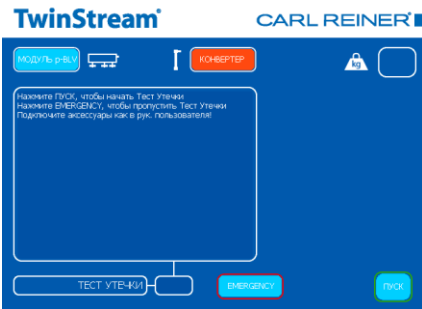 TwinStream
CARL REINER
МОДУЛЬ p-BLV
КОНВЕРТЕР
kg
Нажмите ПУСК, чтобы начать Тест Утечки
Нажмите EMERGENCY, чтобы пропустить Тест Утечки
Подключите аксессуары как в рук. пользователя!
ТЕСТ УТЕЧКИ
EMERGENCY
ПУСК